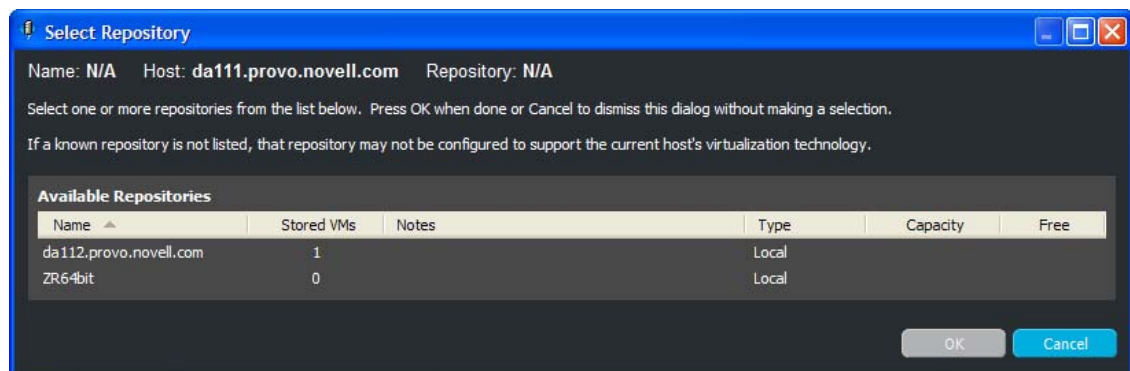 Select Repository
Name: N/A Host: da111.provo.novell.com Repository: N/A
Select one or more repositories from the list below. Press OK when done or Cancel to dismiss this dialog without making a selection.
If a known repository is not listed, that repository may not be configured to support the current host's virtualization technology.
Available Repositories
Name Stored VMs Notes Type Capacity Free
da112.provo.novell.com 1 Local
ZR64bit 0 Local
OK Cancel